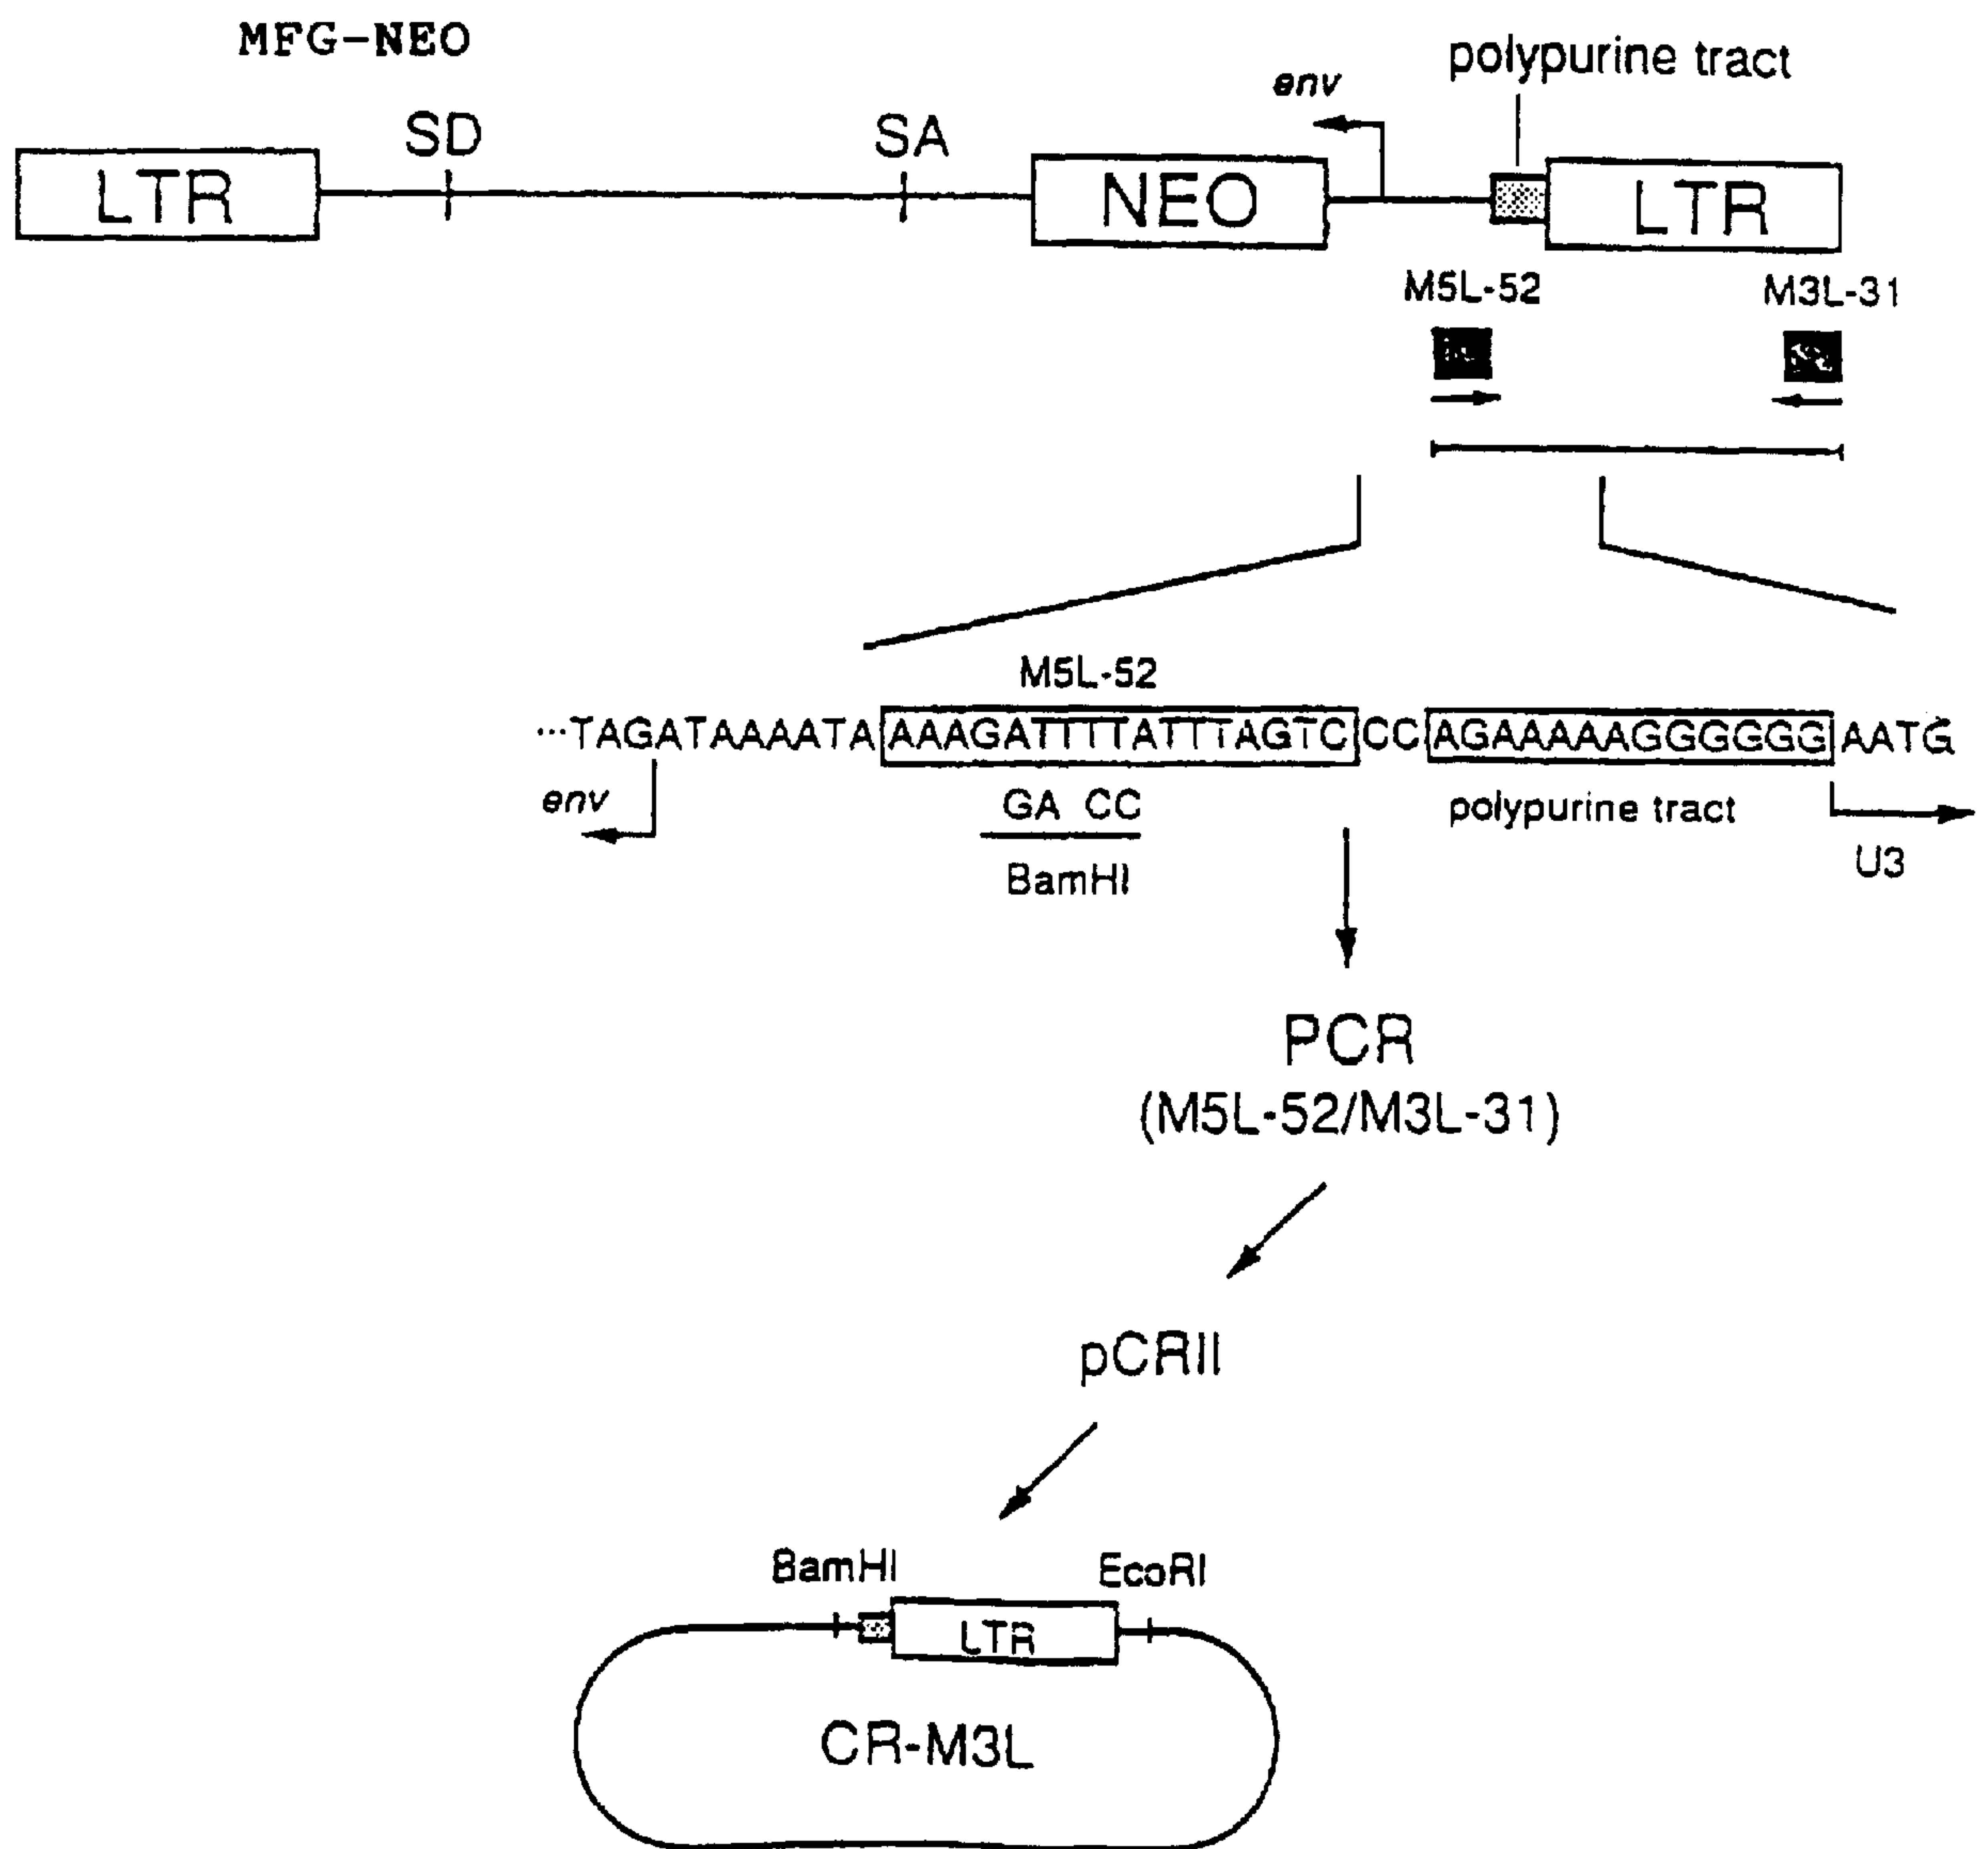 MFG-NEO
polypurine tract
env
SD
SA
LTR
NEO
LTR
M5L-52
M3L-31
M5L-52
···TAGATAAAATA AAAGATTTTATTTAGTC CC AGAAAAAGGGGGG AATG
env
GA CC
polypurine tract
BamHI
U3
PCR
(M5L-52/M3L-31)
pCRII
BamHI
EcoRI
LTR
CR-M3L